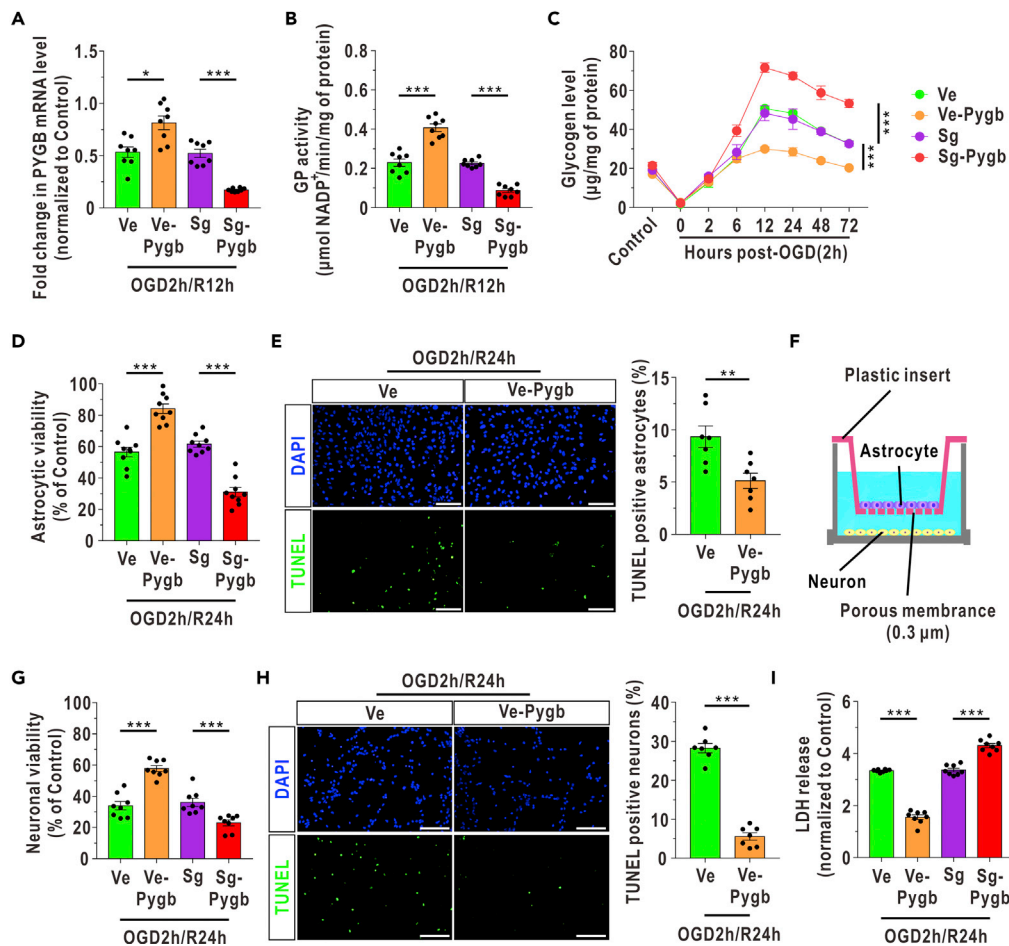 A
Fold change in PYGB mRNA level
(normalized to Control)
1.5
1.0
0.5
0
*
***
Ve
Ve-
Pygb
Sg
Sg-
Pygb
OGD2h/R12h
B
GP activity
(μmol NADP⁺/min/mg of protein)
0.8
0.6
0.4
0.2
0
***
***
Ve
Ve-
Pygb
Sg
Sg-
Pygb
OGD2h/R12h
C
Glycogen level
(μg/mg of protein)
80
60
40
20
0
Control
0
2
6
12
24
48
72
Hours post-OGD(2h)
***
***
Ve
Ve-Pygb
Sg
Sg-Pygb
D
Astrocytic viability
(% of Control)
100
80
60
40
20
0
***
***
Ve
Ve-
Pygb
Sg
Sg-
Pygb
OGD2h/R24h
E
OGD2h/R24h
Ve
Ve-Pygb
DAPI
TUNEL
TUNEL positive astrocytes (%)
15
10
5
0
**
Ve
Ve-
Pygb
OGD2h/R24h
F
Plastic insert
Astrocyte
Neuron
Porous membrance
(0.3 μm)
G
Neuronal viability
(% of Control)
100
80
60
40
20
0
***
***
Ve
Ve-
Pygb
Sg
Sg-
Pygb
OGD2h/R24h
H
OGD2h/R24h
Ve
Ve-Pygb
DAPI
TUNEL
TUNEL positive neurons (%)
40
30
20
10
0
***
Ve
Ve-
Pygb
OGD2h/R24h
I
LDH release
(normalized to Control)
6
4
2
0
***
***
Ve
Ve-
Pygb
Sg
Sg-
Pygb
OGD2h/R24h